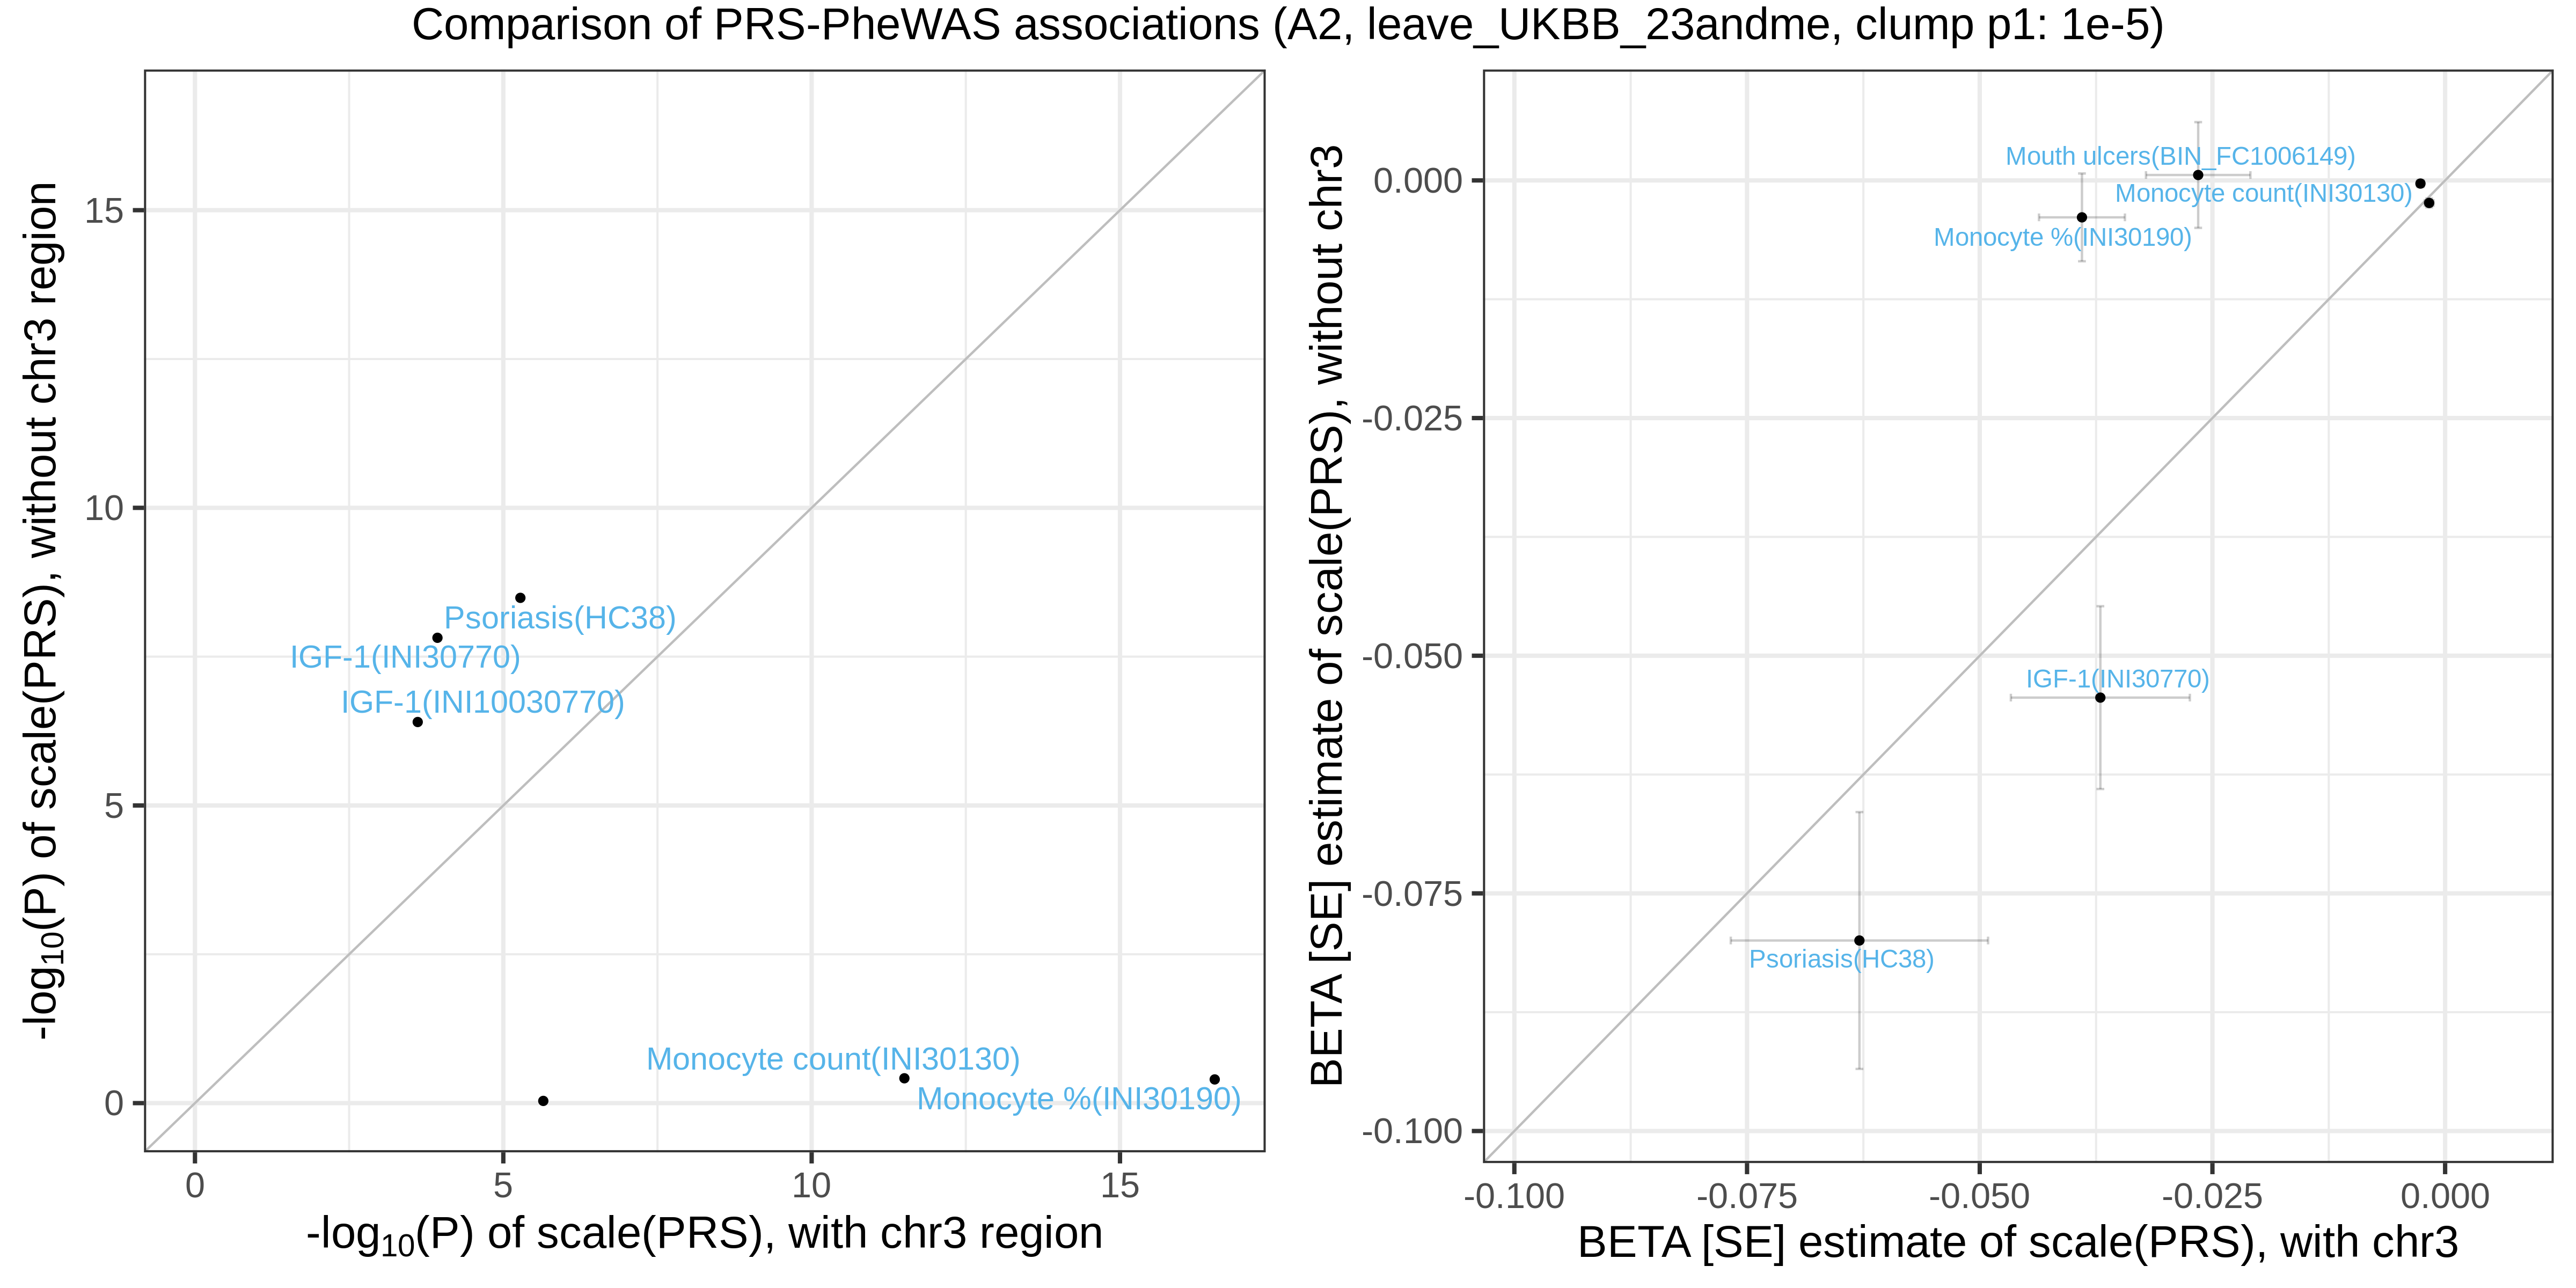 Comparison of PRS-PheWAS associations (A2, leave_UKBB_23andme, clump p1: 1e-5)
-log10(P) of scale(PRS), without chr3 region
15
10
5
0
Psoriasis(HC38)
IGF-1(INI30770)
IGF-1(INI10030770)
Monocyte count(INI30130)
Monocyte %(INI30190)
0
5
10
15
-log10(P) of scale(PRS), with chr3 region
BETA [SE] estimate of scale(PRS), without chr3
0.000
-0.025
-0.050
-0.075
-0.100
Mouth ulcers(BIN_FC1006149)
Monocyte count(INI30130)
Monocyte %(INI30190)
IGF-1(INI30770)
Psoriasis(HC38)
-0.100
-0.075
-0.050
-0.025
0.000
BETA [SE] estimate of scale(PRS), with chr3